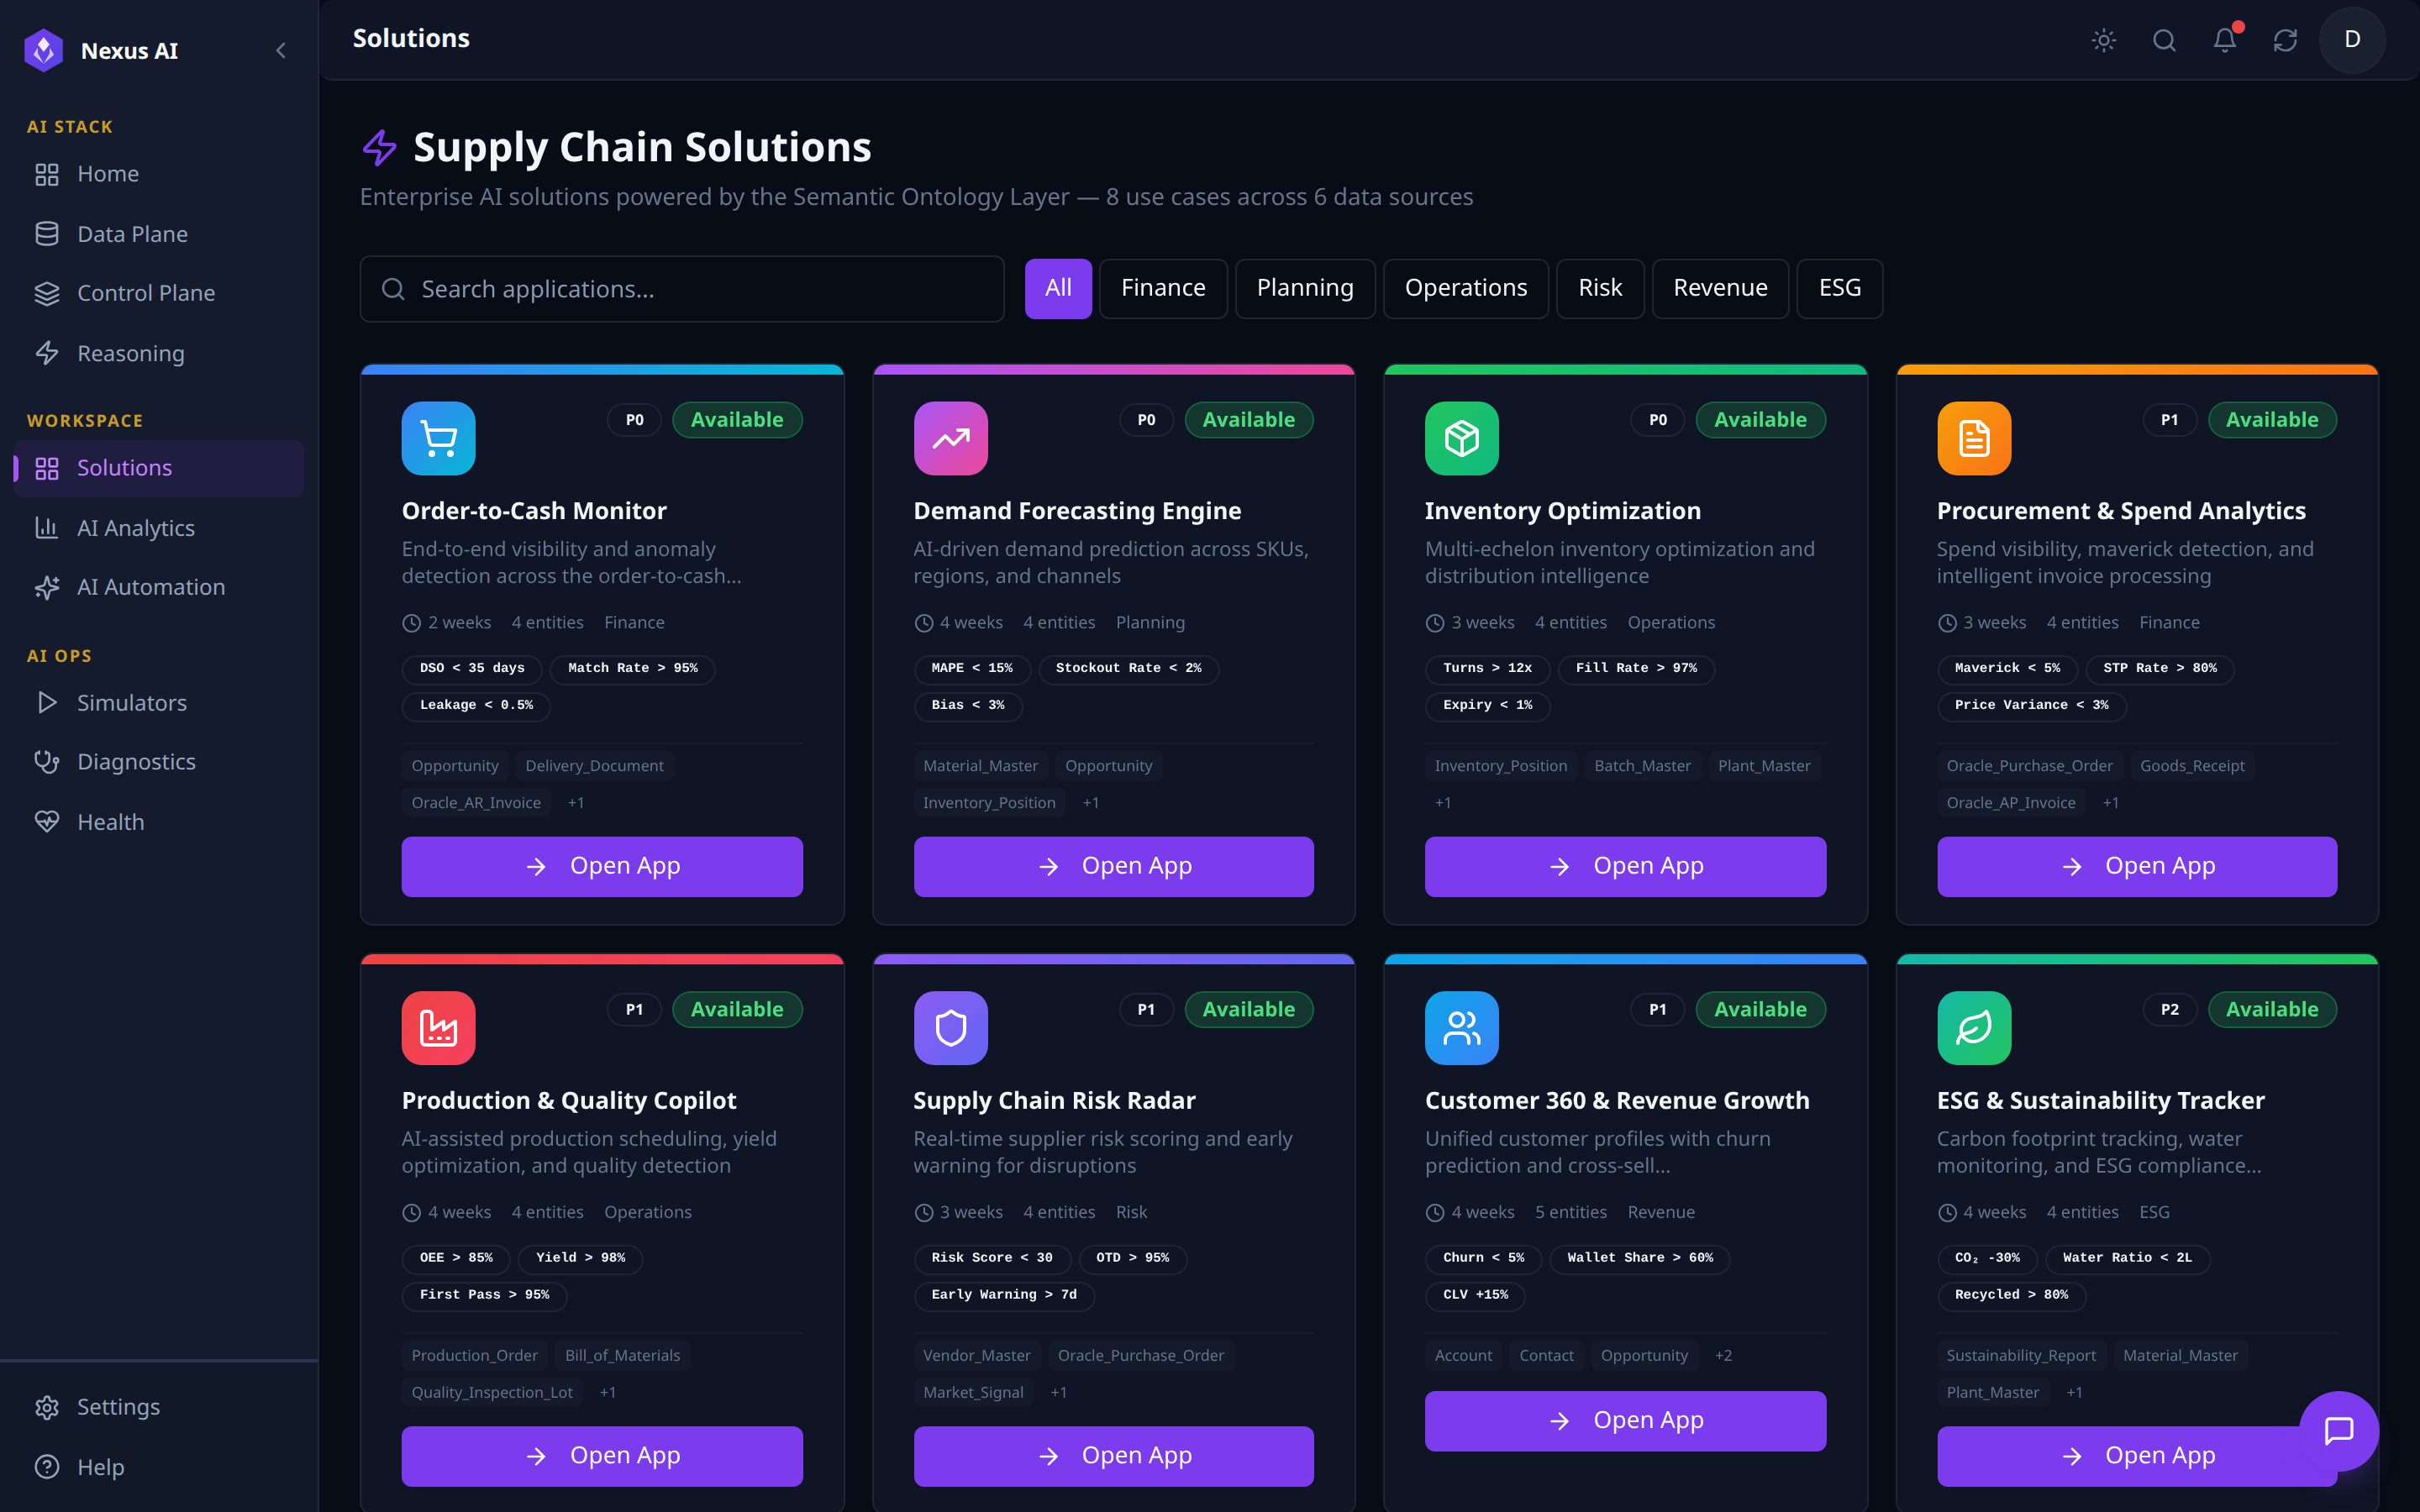 Nexus AI
AI STACK
Home
Data Plane
Control Plane
Reasoning
WORKSPACE
Solutions
AI Analytics
AI Automation
AI OPS
Simulators
Diagnostics
Health
Settings
Help
Solutions
D
Supply Chain Solutions
Enterprise AI solutions powered by the Semantic Ontology Layer — 8 use cases across 6 data sources
Search applications...
All Finance Planning Operations Risk Revenue ESG
P0 Available
Order-to-Cash Monitor
End-to-end visibility and anomaly
detection across the order-to-cash...
2 weeks 4 entities Finance
DSO < 35 days Match Rate > 95%
Leakage < 0.5%
Opportunity Delivery_Document
Oracle_AR_Invoice +1
Open App
P0 Available
Demand Forecasting Engine
AI-driven demand prediction across SKUs,
regions, and channels
4 weeks 4 entities Planning
MAPE < 15% Stockout Rate < 2%
Bias < 3%
Material_Master Opportunity
Inventory_Position +1
Open App
P0 Available
Inventory Optimization
Multi-echelon inventory optimization and
distribution intelligence
3 weeks 4 entities Operations
Turns > 12x Fill Rate > 97%
Expiry < 1%
Inventory_Position Batch_Master Plant_Master
+1
Open App
P1 Available
Procurement & Spend Analytics
Spend visibility, maverick detection, and
intelligent invoice processing
3 weeks 4 entities Finance
Maverick < 5% STP Rate > 80%
Price Variance < 3%
Oracle_Purchase_Order Goods_Receipt
Oracle_AP_Invoice +1
Open App
P1 Available
Production & Quality Copilot
AI-assisted production scheduling, yield
optimization, and quality detection
4 weeks 4 entities Operations
OEE > 85% Yield > 98%
First Pass > 95%
Production_Order Bill_of_Materials
Quality_Inspection_Lot +1
Open App
P1 Available
Supply Chain Risk Radar
Real-time supplier risk scoring and early
warning for disruptions
3 weeks 4 entities Risk
Risk Score < 30 OTD > 95%
Early Warning > 7d
Vendor_Master Oracle_Purchase_Order
Market_Signal +1
Open App
P1 Available
Customer 360 & Revenue Growth
Unified customer profiles with churn
prediction and cross-sell...
4 weeks 5 entities Revenue
Churn < 5% Wallet Share > 60%
CLV +15%
Account Contact Opportunity +2
Open App
P2 Available
ESG & Sustainability Tracker
Carbon footprint tracking, water
monitoring, and ESG compliance...
4 weeks 4 entities ESG
CO₂ -30% Water Ratio < 2L
Recycled > 80%
Sustainability_Report Material_Master
Plant_Master +1
Open App